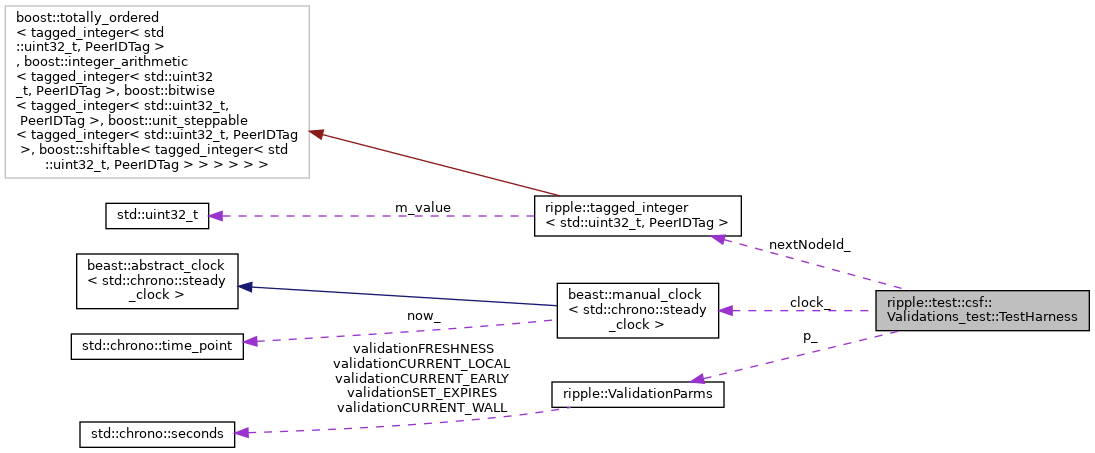 boost::totally_ordered
< tagged_integer< std
::uint32_t, PeerIDTag >
, boost::integer_arithmetic
< tagged_integer< std::uint32
_t, PeerIDTag >, boost::bitwise
< tagged_integer< std::uint32_t,
PeerIDTag >, boost::unit_steppable
< tagged_integer< std::uint32_t, PeerIDTag
>, boost::shiftable< tagged_integer< std
::uint32_t, PeerIDTag > > > > > >
std::uint32_t
m_value
ripple::tagged_integer
< std::uint32_t, PeerIDTag >
nextNodeId_
beast::abstract_clock
< std::chrono::steady
_clock >
beast::manual_clock
< std::chrono::steady
_clock >
clock_
ripple::test::csf::
Validations_test::TestHarness
now_
std::chrono::time_point
p_
validationFRESHNESS
validationCURRENT_LOCAL
validationCURRENT_EARLY
validationSET_EXPIRES
validationCURRENT_WALL
ripple::ValidationParms
std::chrono::seconds